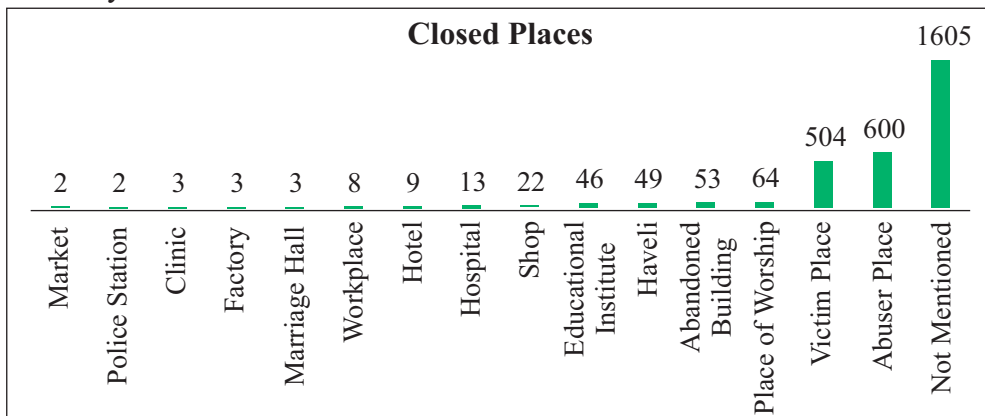 Closed Places
2
2
3
3
3
8
9
13
22
46
49
53
64
504
600
1605
Market
Police Station
Clinic
Factory
Marriage Hall
Workplace
Hotel
Hospital
Shop
Educational
Institute
Haveli
Abandoned
Building
Place of Worship
Victim Place
Abuser Place
Not Mentioned